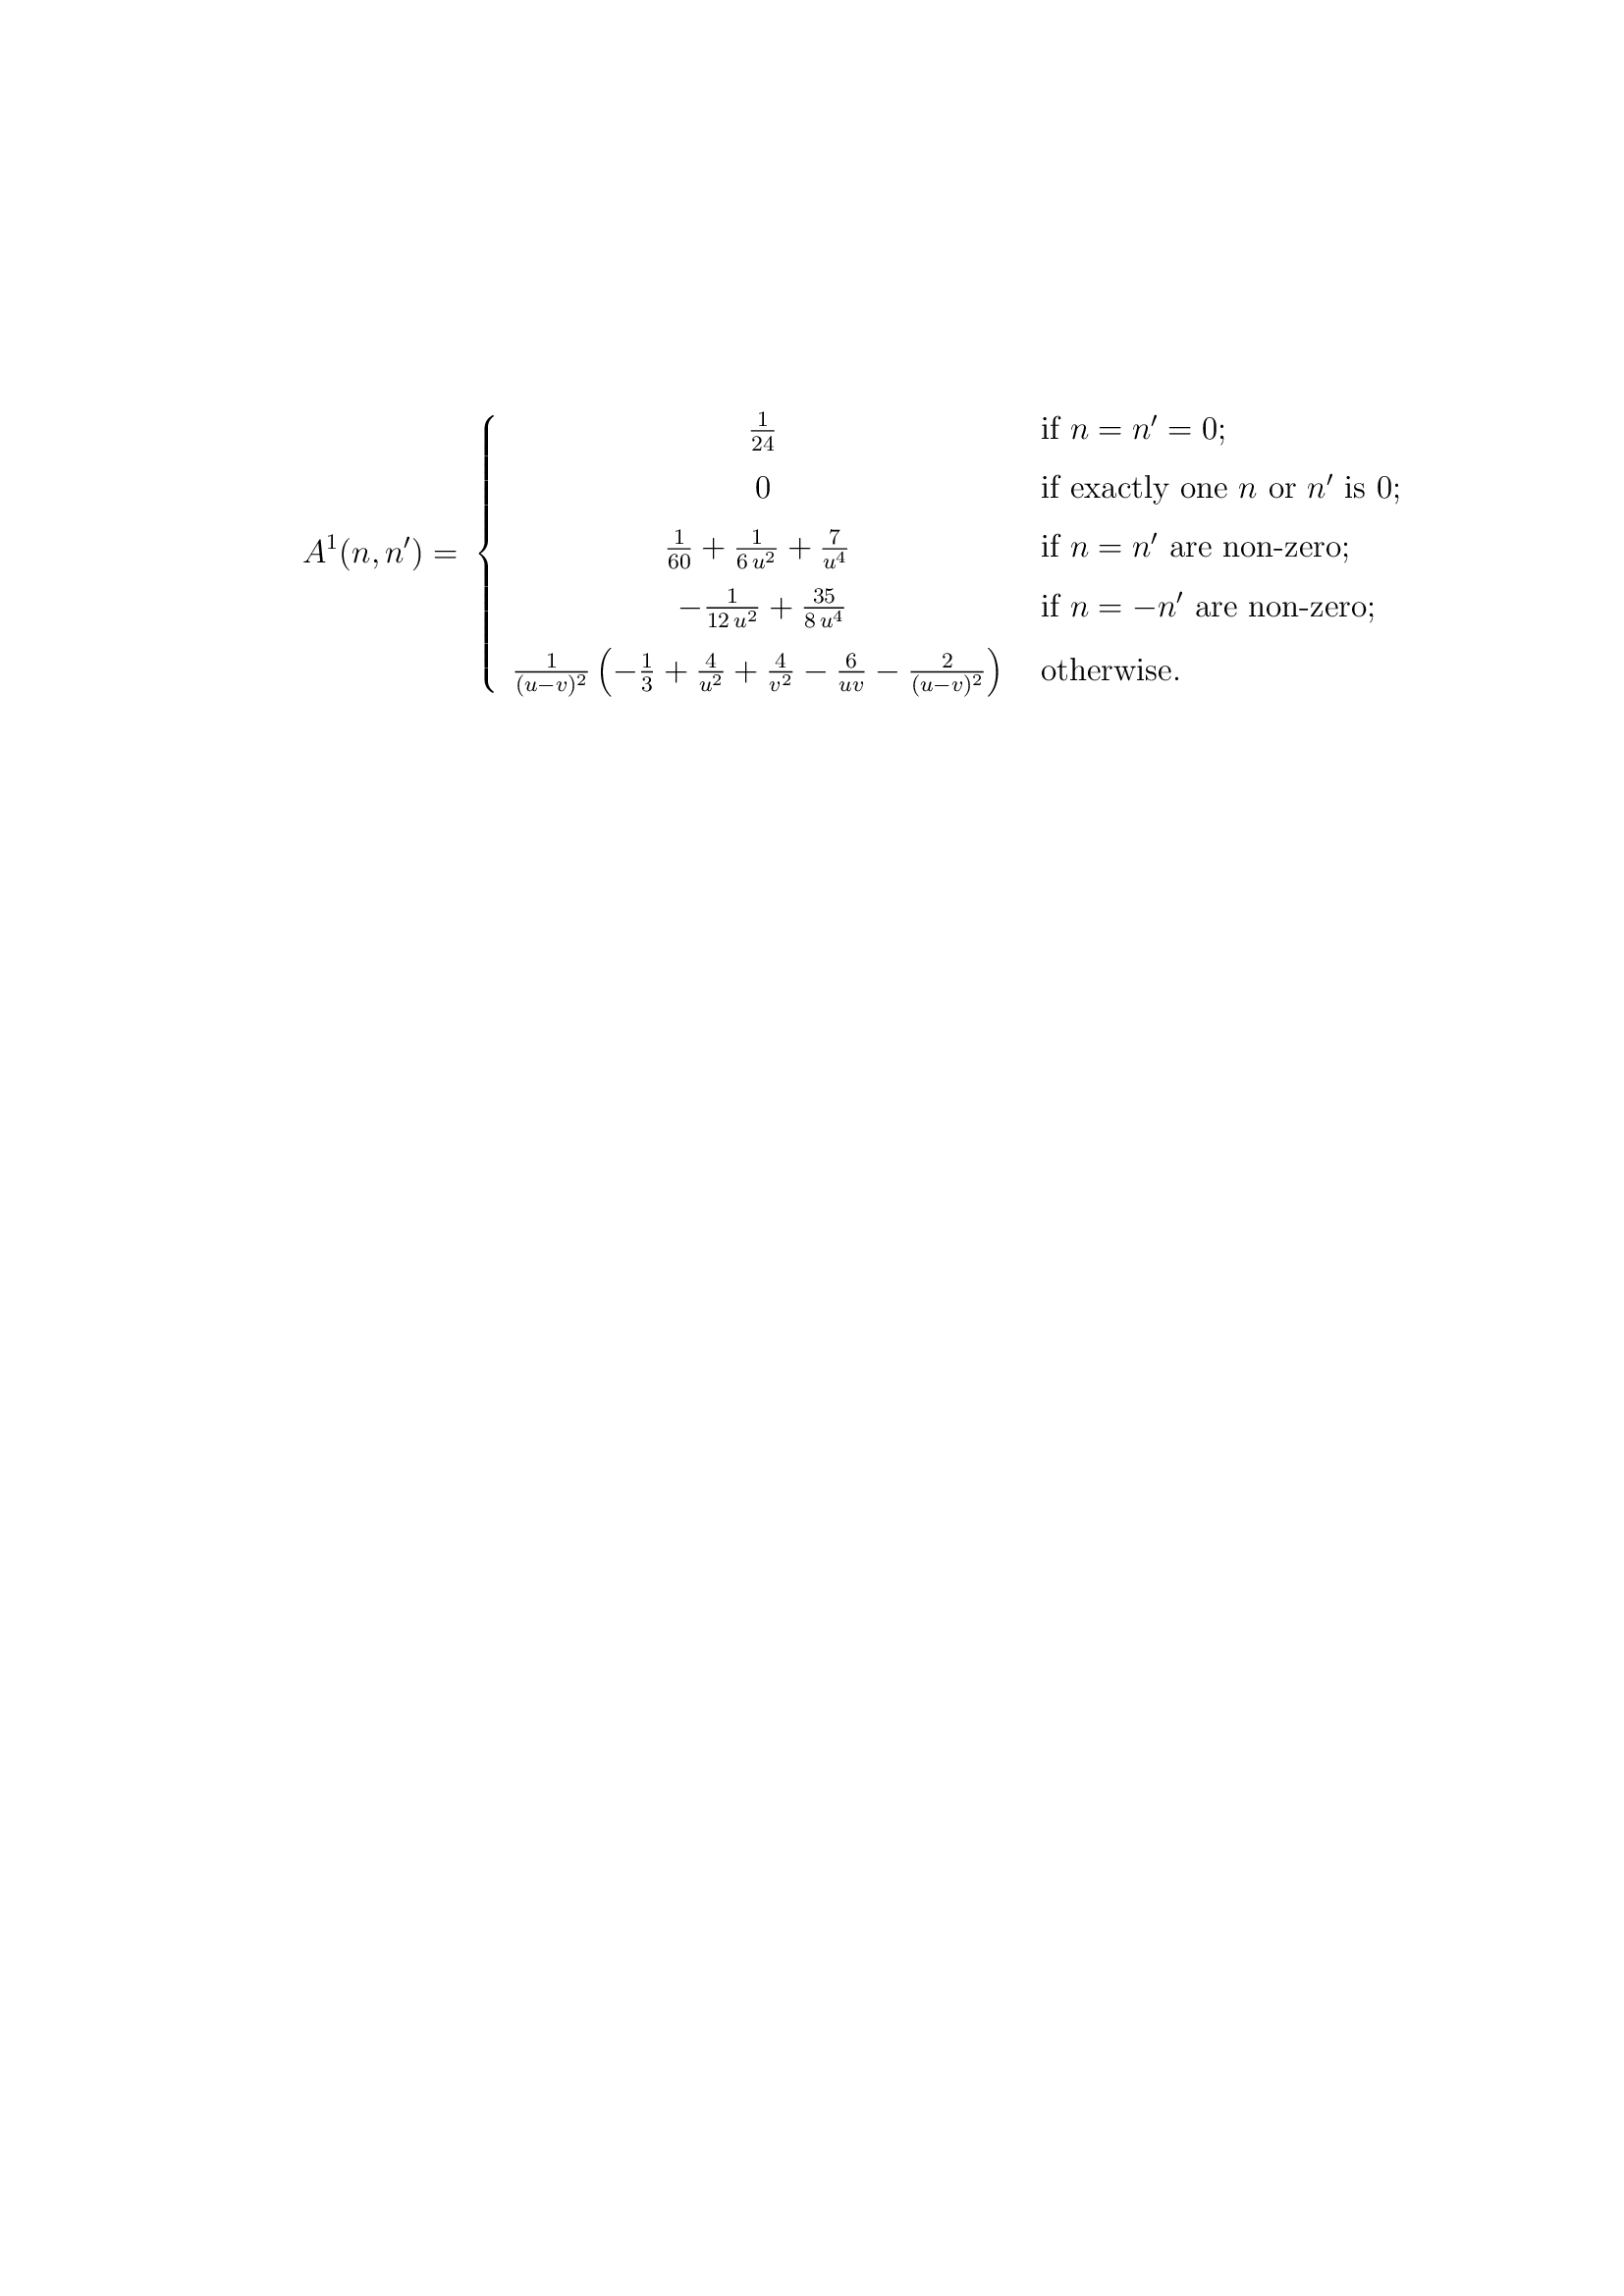 $$A^1(n, n') = \begin{cases} \frac{1}{24} & \text{if } n = n' = 0; \\ 0 & \text{if exactly one } n \text{ or } n' \text{ is } 0; \\ \frac{1}{60} + \frac{1}{6\,u^2} + \frac{7}{u^4} & \text{if } n = n' \text{ are non-zero}; \\ -\frac{1}{12\,u^2} + \frac{35}{8\,u^4} & \text{if } n = -n' \text{ are non-zero}; \\ \frac{1}{(u-v)^2}\left(-\frac{1}{3} + \frac{4}{u^2} + \frac{4}{v^2} - \frac{6}{uv} - \frac{2}{(u-v)^2}\right) & \text{otherwise.} \end{cases}$$